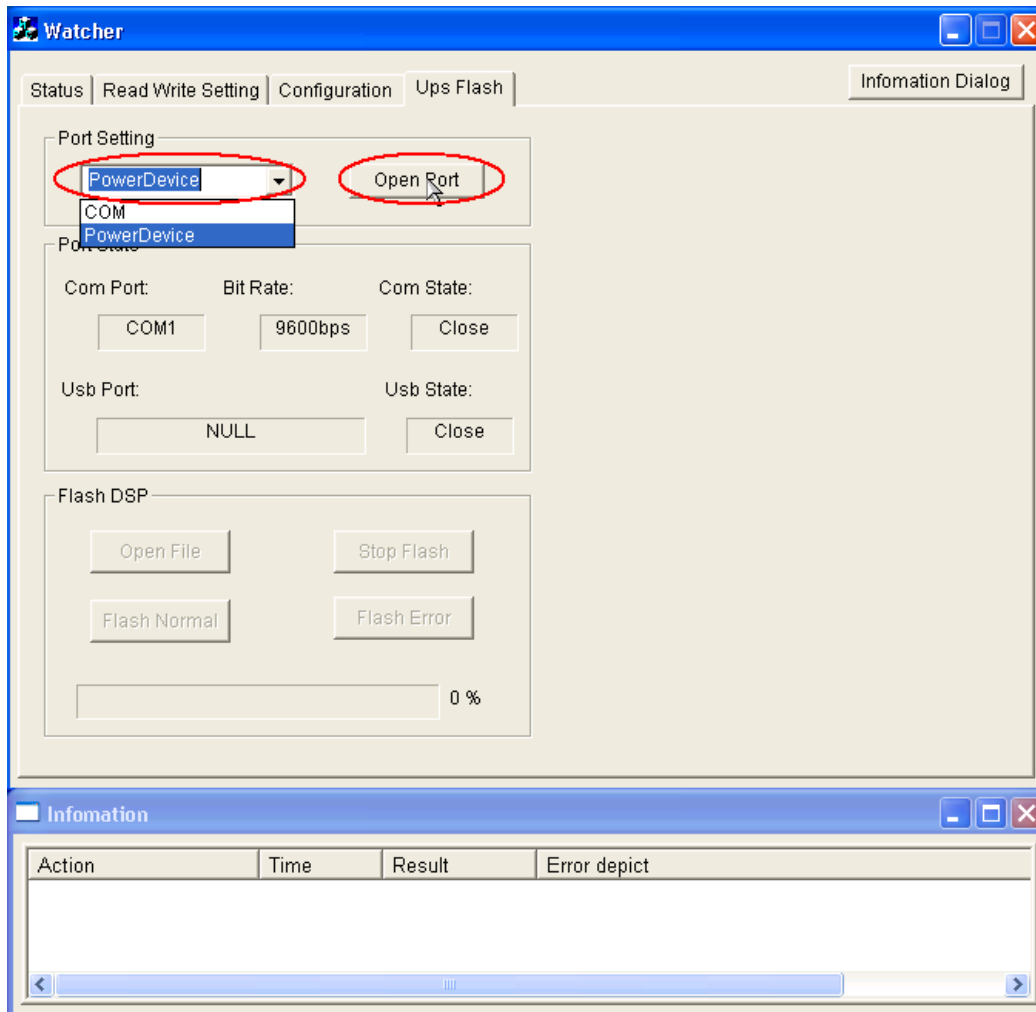 Watcher
Infomation Dialog
Status Read Write Setting Configuration Ups Flash
Port Setting
PowerDevice Open Port
COM
PowerDevice
Port State
Com Port: Bit Rate: Com State:
COM1 9600bps Close
Usb Port: Usb State:
NULL Close
Flash DSP
Open File Stop Flash
Flash Normal Flash Error
0 %
Infomation
Action Time Result Error depict